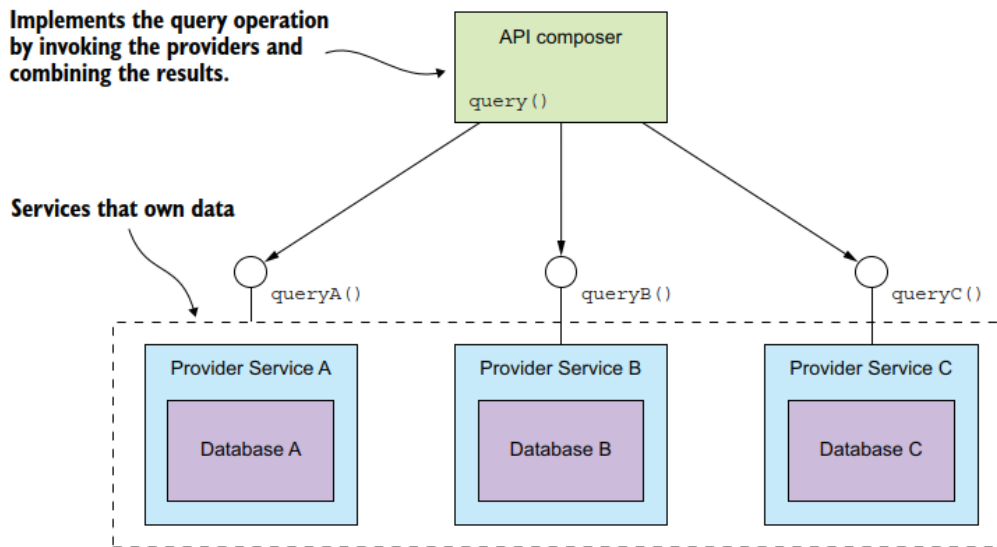 Implements the query operation
by invoking the providers and
combining the results.
API composer
query()
Services that own data
queryA()
queryB()
queryC()
Provider Service A
Provider Service B
Provider Service C
Database A
Database B
Database C